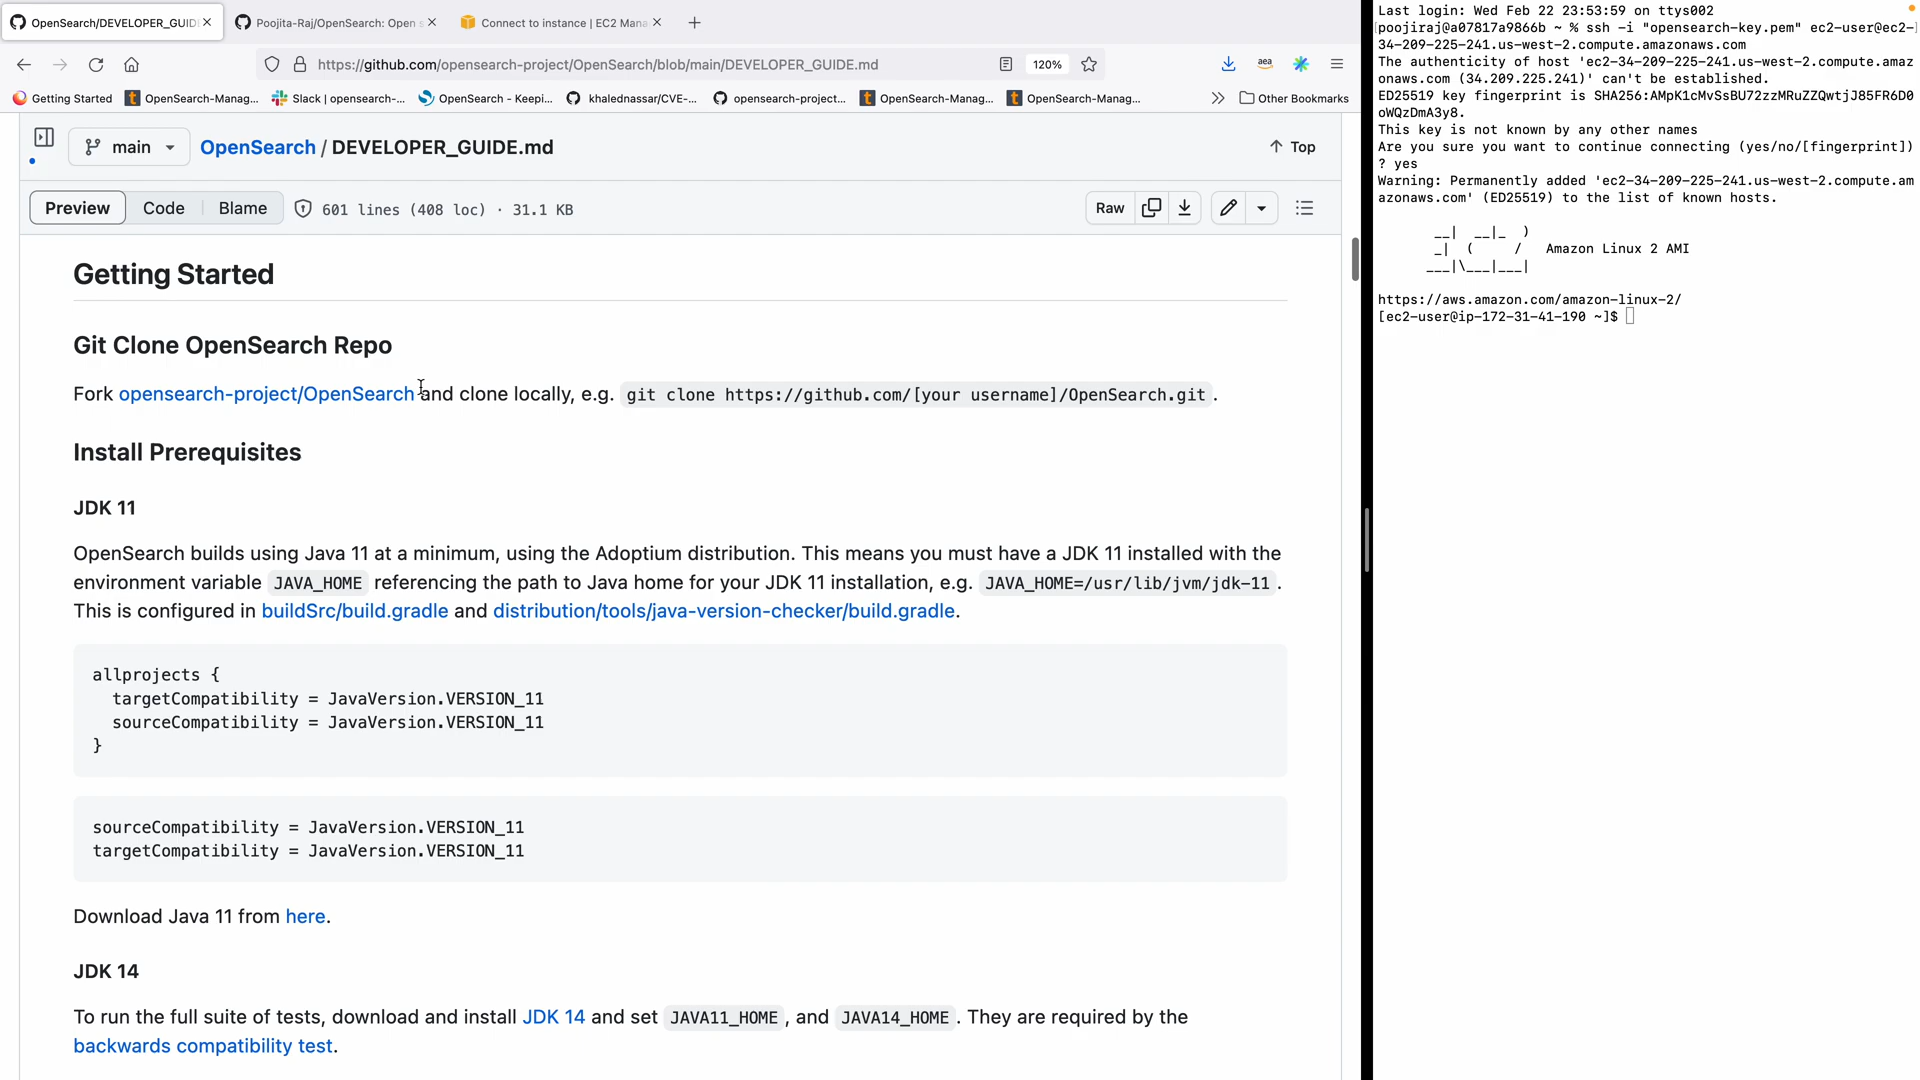 OpenSearch/DEVELOPER_GUID
Poojita-Raj/OpenSearch: Open s
Connect to instance | EC2 Mana
https://github.com/opensearch-project/OpenSearch/blob/main/DEVELOPER_GUIDE.md
120%
Getting Started
OpenSearch-Manag...
Slack | opensearch-...
OpenSearch - Keepi...
khalednassar/CVE-...
opensearch-project...
OpenSearch-Manag...
OpenSearch-Manag...
Other Bookmarks
main
OpenSearch / DEVELOPER_GUIDE.md
Top
Preview
Code
Blame
601 lines (408 loc) · 31.1 KB
Raw
Getting Started
Git Clone OpenSearch Repo
Fork opensearch-project/OpenSearch and clone locally, e.g. git clone https://github.com/[your username]/OpenSearch.git .
Install Prerequisites
JDK 11
OpenSearch builds using Java 11 at a minimum, using the Adoptium distribution. This means you must have a JDK 11 installed with the
environment variable JAVA_HOME referencing the path to Java home for your JDK 11 installation, e.g. JAVA_HOME=/usr/lib/jvm/jdk-11 .
This is configured in buildSrc/build.gradle and distribution/tools/java-version-checker/build.gradle.
allprojects {
targetCompatibility = JavaVersion.VERSION_11
sourceCompatibility = JavaVersion.VERSION_11
}
sourceCompatibility = JavaVersion.VERSION_11
targetCompatibility = JavaVersion.VERSION_11
Download Java 11 from here.
JDK 14
To run the full suite of tests, download and install JDK 14 and set JAVA11_HOME , and JAVA14_HOME . They are required by the
backwards compatibility test.
Last login: Wed Feb 22 23:53:59 on ttys002
[poojiraj@a07817a9866b ~ % ssh -i "opensearch-key.pem" ec2-user@ec2-]
34-209-225-241.us-west-2.compute.amazonaws.com
The authenticity of host 'ec2-34-209-225-241.us-west-2.compute.amaz
onaws.com (34.209.225.241)' can't be established.
ED25519 key fingerprint is SHA256:AMpK1cMvSsBU72zzMRuZZQwtjJ85FR6D0
oWQzDmA3y8.
This key is not known by any other names
Are you sure you want to continue connecting (yes/no/[fingerprint])
? yes
Warning: Permanently added 'ec2-34-209-225-241.us-west-2.compute.am
azonaws.com' (ED25519) to the list of known hosts.
__|  __|_  )
_|  (     /   Amazon Linux 2 AMI
___|\___|___|
https://aws.amazon.com/amazon-linux-2/
[ec2-user@ip-172-31-41-190 ~]$